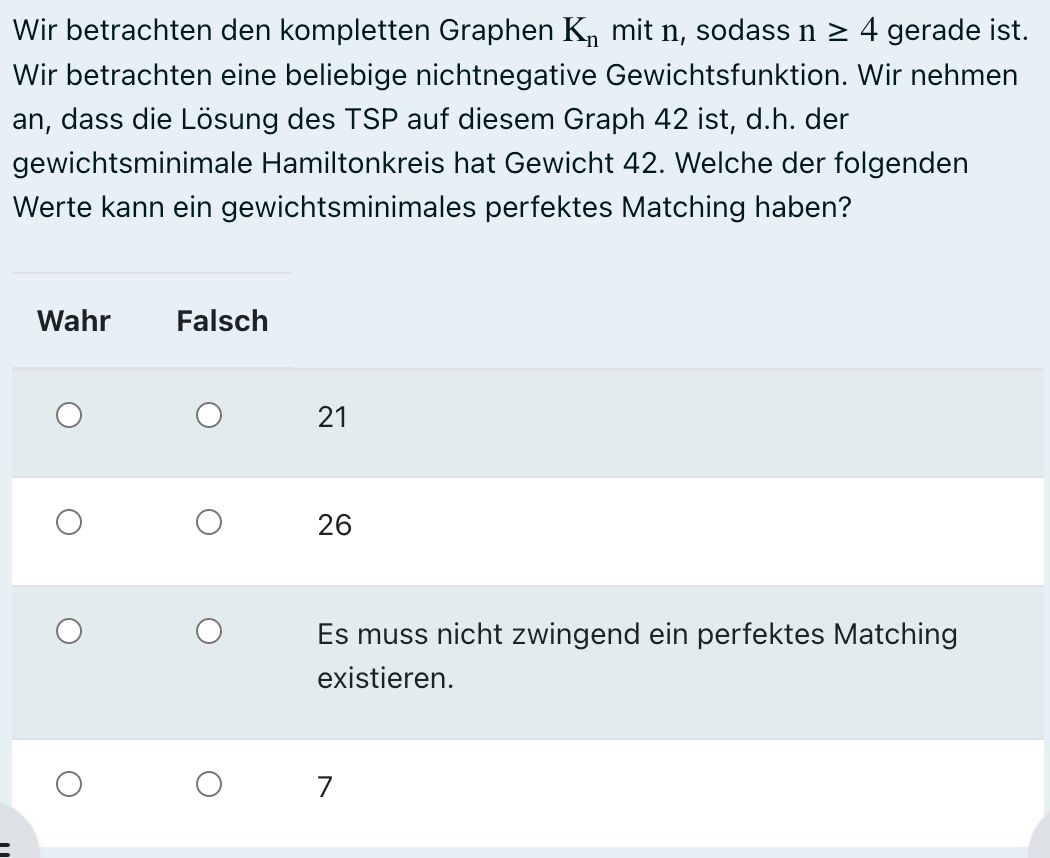 Wir betrachten den kompletten Graphen Kₙ mit n, sodass n ≥ 4 gerade ist.
Wir betrachten eine beliebige nichtnegative Gewichtsfunktion. Wir nehmen
an, dass die Lösung des TSP auf diesem Graph 42 ist, d.h. der
gewichtsminimale Hamiltonkreis hat Gewicht 42. Welche der folgenden
Werte kann ein gewichtsminimales perfektes Matching haben?
Wahr Falsch
21
26
Es muss nicht zwingend ein perfektes Matching
existieren.
7